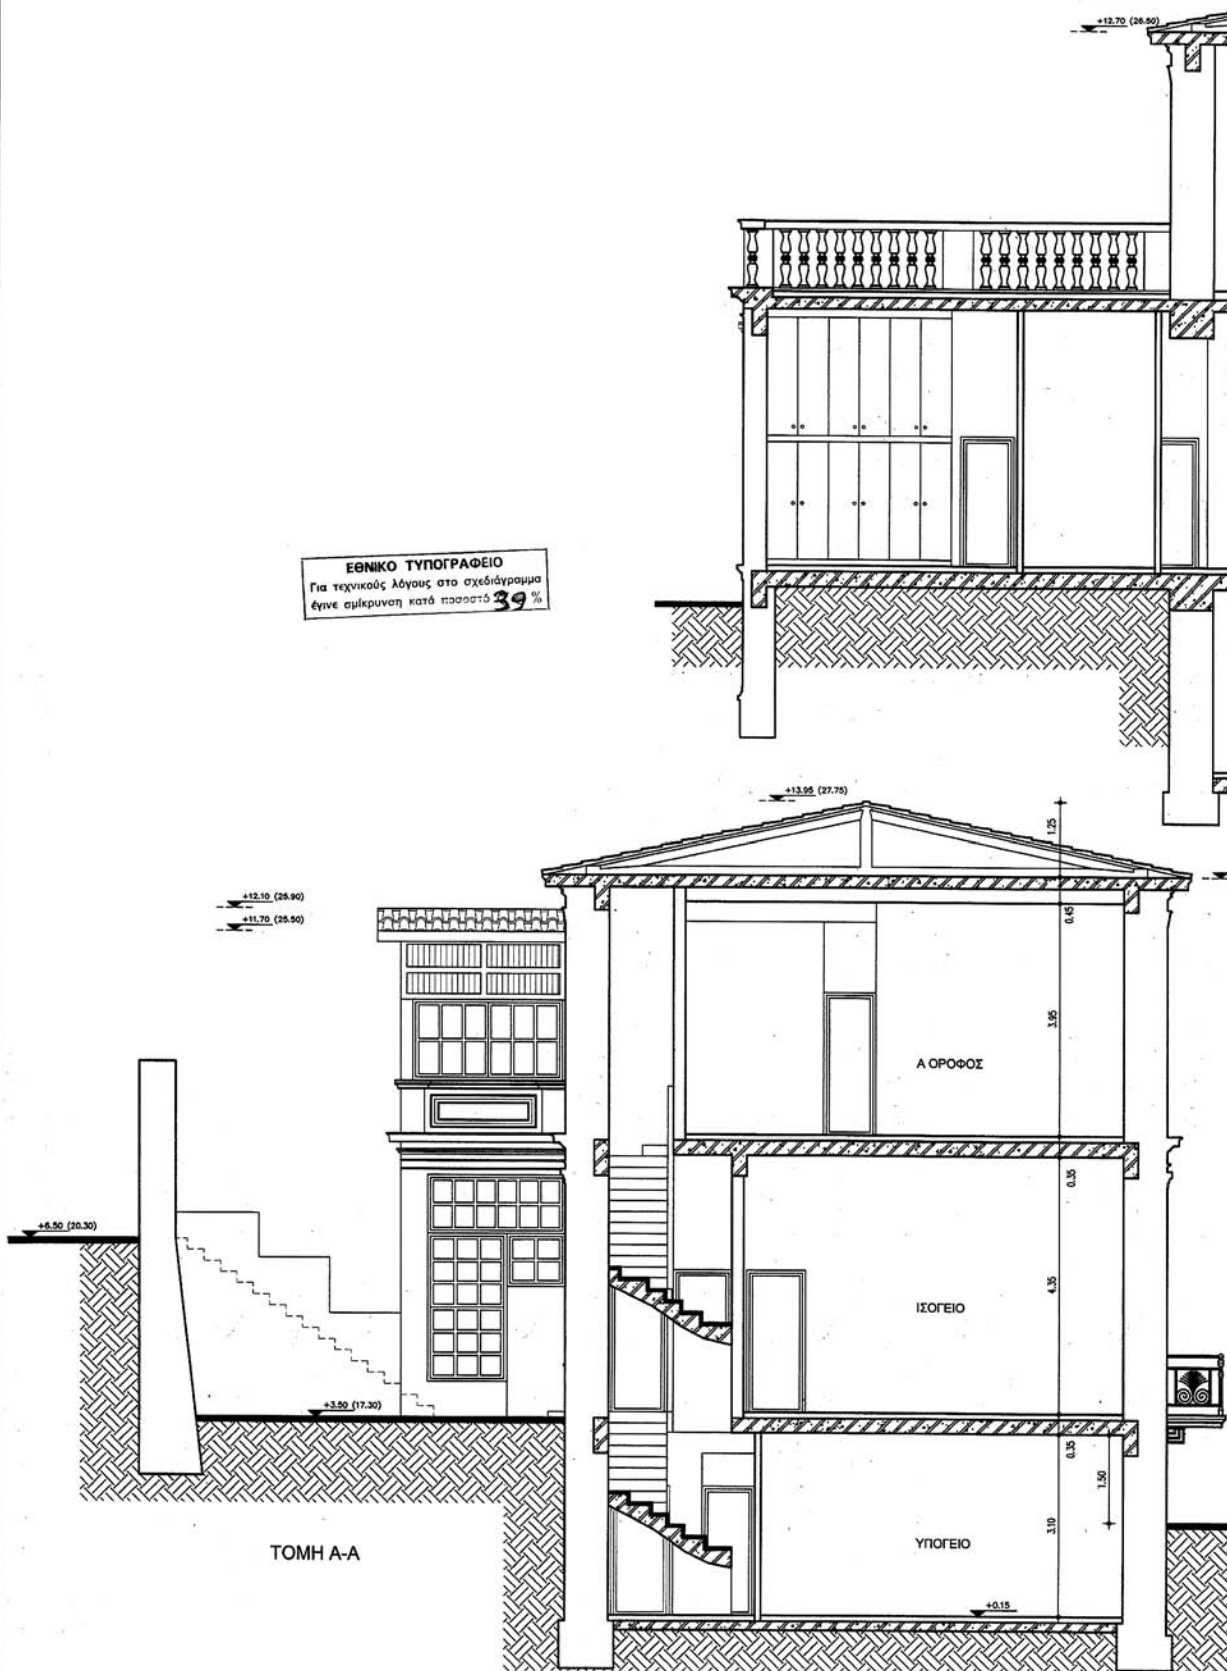 +12.70 (26.50)
ΕΘΝΙΚΟ ΤΥΠΟΓΡΑΦΕΙΟ
Για τεχνικούς λόγους στο σχεδιάγραμμα
έγινε σμίκρυνση κατά ποσοστό 39 %
+13.95 (27.75)
1.25
+12.10 (25.90)
+11.70 (25.50)
0.45
3.95
Α ΟΡΟΦΟΣ
0.35
+6.50 (20.30)
4.35
ΙΣΟΓΕΙΟ
+3.50 (17.30)
0.35
1.50
3.10
ΤΟΜΗ Α-Α
ΥΠΟΓΕΙΟ
+0.15